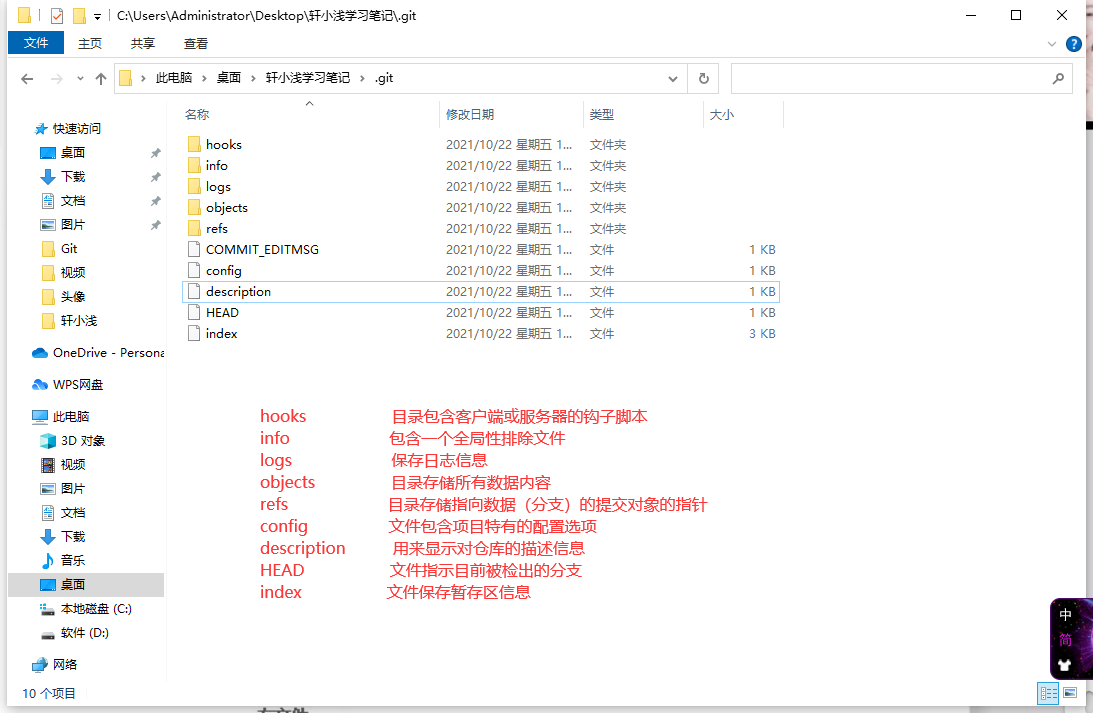 C:\Users\Administrator\Desktop\轩小浅学习笔记\.git
文件 主页 共享 查看
此电脑 > 桌面 > 轩小浅学习笔记 > .git
名称 修改日期 类型 大小
快速访问
桌面
下载
文档
图片
Git
视频
头像
轩小浅
OneDrive - Persona
WPS网盘
此电脑
3D 对象
视频
图片
文档
下载
音乐
桌面
本地磁盘 (C:)
软件 (D:)
网络
hooks 2021/10/22 星期五 1... 文件夹
info 2021/10/22 星期五 1... 文件夹
logs 2021/10/22 星期五 1... 文件夹
objects 2021/10/22 星期五 1... 文件夹
refs 2021/10/22 星期五 1... 文件夹
COMMIT_EDITMSG 2021/10/22 星期五 1... 文件 1 KB
config 2021/10/22 星期五 1... 文件 1 KB
description 2021/10/22 星期五 1... 文件 1 KB
HEAD 2021/10/22 星期五 1... 文件 1 KB
index 2021/10/22 星期五 1... 文件 3 KB
hooks 目录包含客户端或服务器的钩子脚本
info 包含一个全局性排除文件
logs 保存日志信息
objects 目录存储所有数据内容
refs 目录存储指向数据（分支）的提交对象的指针
config 文件包含项目特有的配置选项
description 用来显示对仓库的描述信息
HEAD 文件指示目前被检出的分支
index 文件保存暂存区信息
中
简
10 个项目